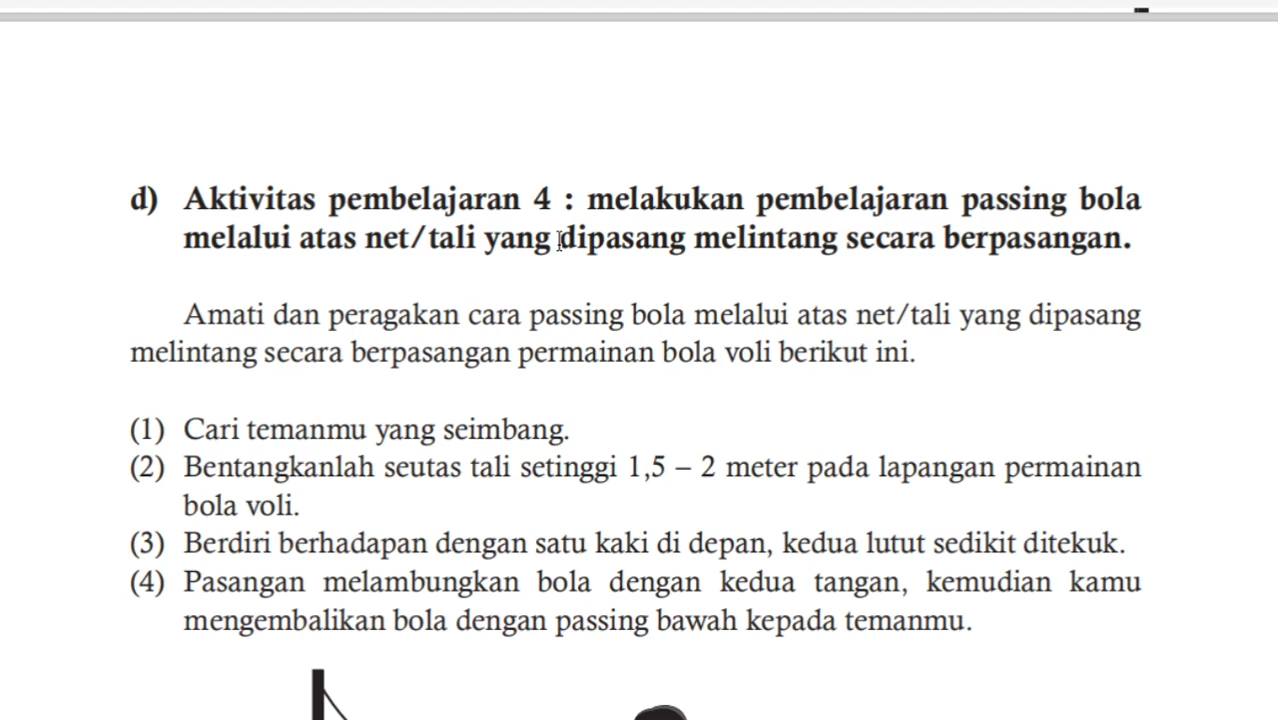 d) Aktivitas pembelajaran 4 : melakukan pembelajaran passing bola
melalui atas net/tali yang dipasang melintang secara berpasangan.
Amati dan peragakan cara passing bola melalui atas net/tali yang dipasang
melintang secara berpasangan permainan bola voli berikut ini.
(1) Cari temanmu yang seimbang.
(2) Bentangkanlah seutas tali setinggi 1,5 – 2 meter pada lapangan permainan
bola voli.
(3) Berdiri berhadapan dengan satu kaki di depan, kedua lutut sedikit ditekuk.
(4) Pasangan melambungkan bola dengan kedua tangan, kemudian kamu
mengembalikan bola dengan passing bawah kepada temanmu.